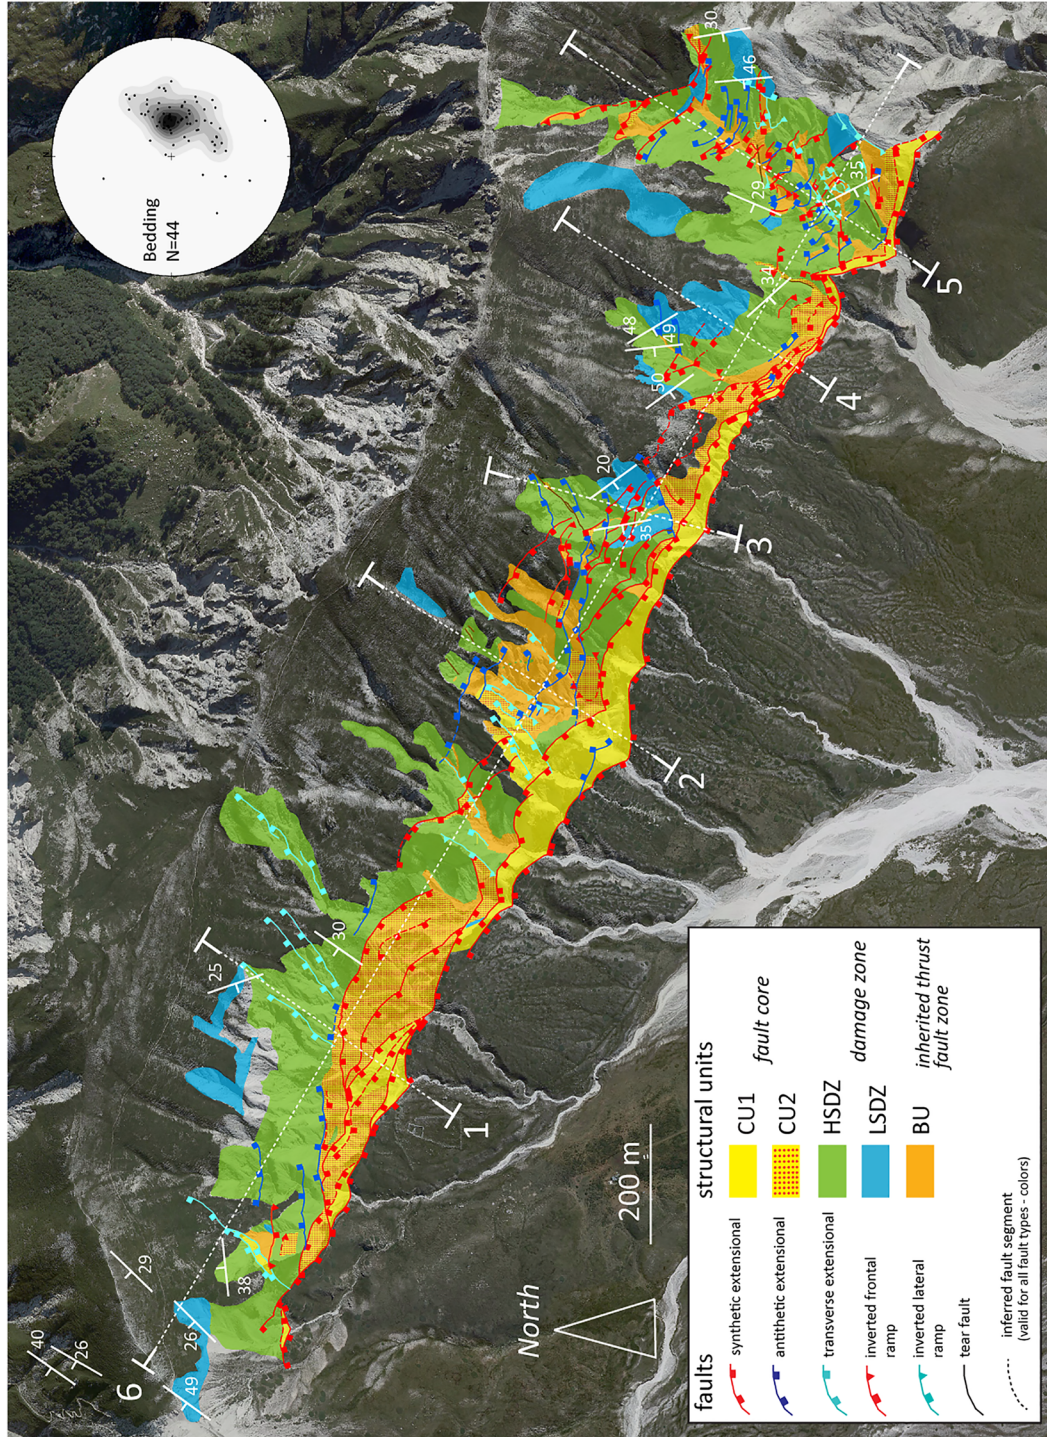 Bedding
N=44
30
46
29
35
34
48
49
50
20
35
30
25
38
29
26
49
40
26
1
2
3
4
5
6
North
200 m
faults
synthetic extensional
antithetic extensional
transverse extensional
inverted frontal
ramp
inverted lateral
ramp
tear fault
inferred fault segment
(valid for all fault types - colors)
structural units
CU1
CU2
fault core
HSDZ
LSDZ
damage zone
BU
inherited thrust
fault zone